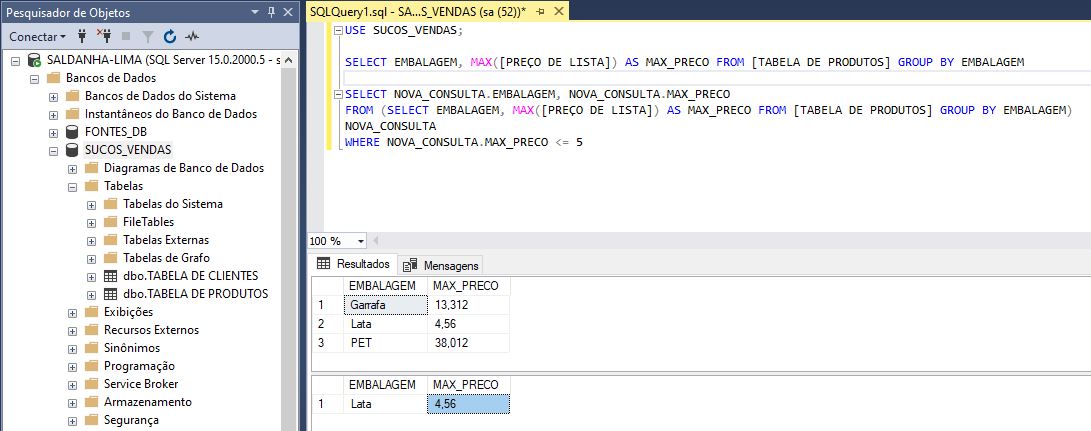 Pesquisador de Objetos
Conectar
SALDANHA-LIMA (SQL Server 15.0.2000.5 - s
Bancos de Dados
Bancos de Dados do Sistema
Instantâneos do Banco de Dados
FONTES_DB
SUCOS_VENDAS
Diagramas de Banco de Dados
Tabelas
Tabelas do Sistema
FileTables
Tabelas Externas
Tabelas de Grafo
dbo.TABELA DE CLIENTES
dbo.TABELA DE PRODUTOS
Exibições
Recursos Externos
Sinônimos
Programação
Service Broker
Armazenamento
Segurança
SQLQuery1.sql - SA...S_VENDAS (sa (52))*
USE SUCOS_VENDAS;
SELECT EMBALAGEM, MAX([PREÇO DE LISTA]) AS MAX_PRECO FROM [TABELA DE PRODUTOS] GROUP BY EMBALAGEM
SELECT NOVA_CONSULTA.EMBALAGEM, NOVA_CONSULTA.MAX_PRECO
FROM (SELECT EMBALAGEM, MAX([PREÇO DE LISTA]) AS MAX_PRECO FROM [TABELA DE PRODUTOS] GROUP BY EMBALAGEM)
NOVA_CONSULTA
WHERE NOVA_CONSULTA.MAX_PRECO <= 5
100 %
Resultados Mensagens
EMBALAGEM MAX_PRECO
1 Garrafa 13,312
2 Lata 4,56
3 PET 38,012
EMBALAGEM MAX_PRECO
1 Lata 4,56